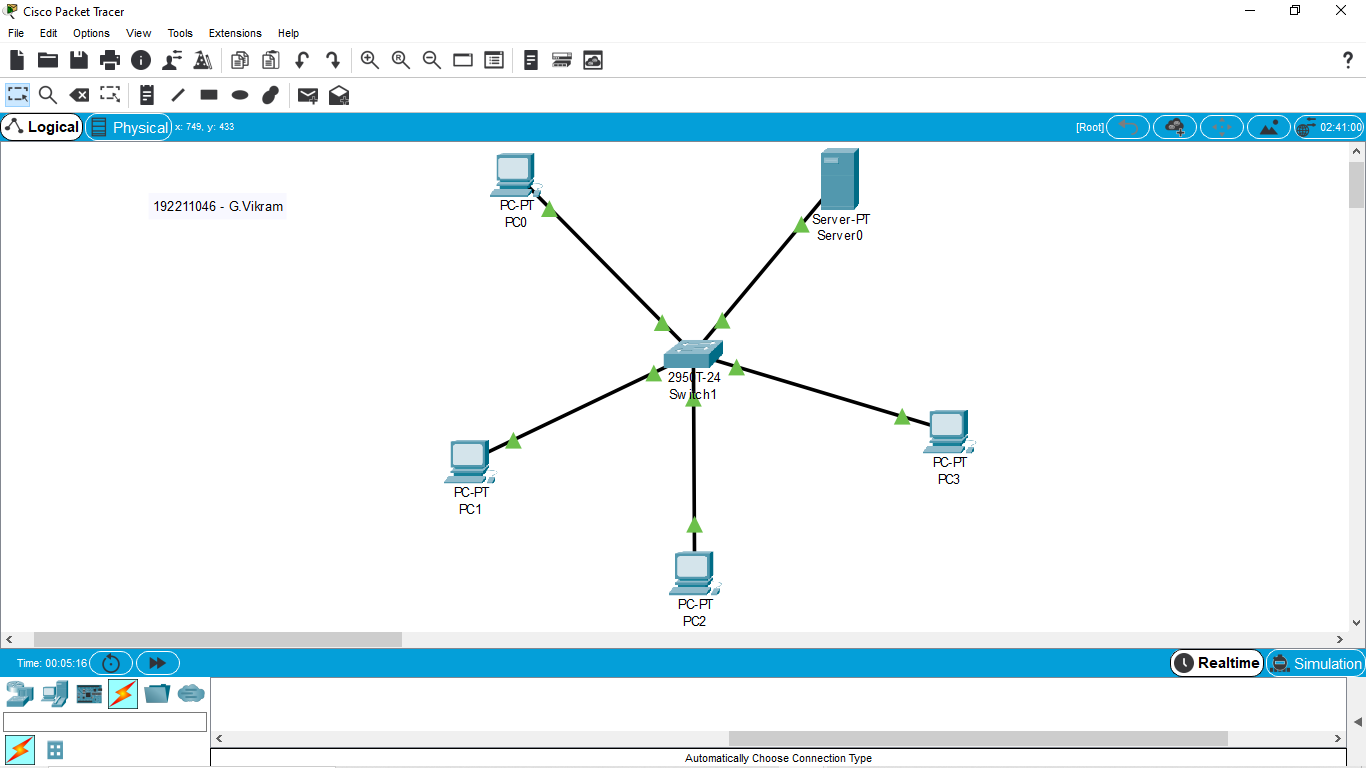 Cisco Packet Tracer
File Edit Options View Tools Extensions Help
R
?
Logical Physical x: 749, y: 433 [Root] 02:41:00
192211046 - G.Vikram
PC-PT
PC0
Server-PT
Server0
2950T-24
Switch1
PC-PT
PC3
PC-PT
PC1
PC-PT
PC2
Time: 00:05:16 Realtime Simulation
Automatically Choose Connection Type